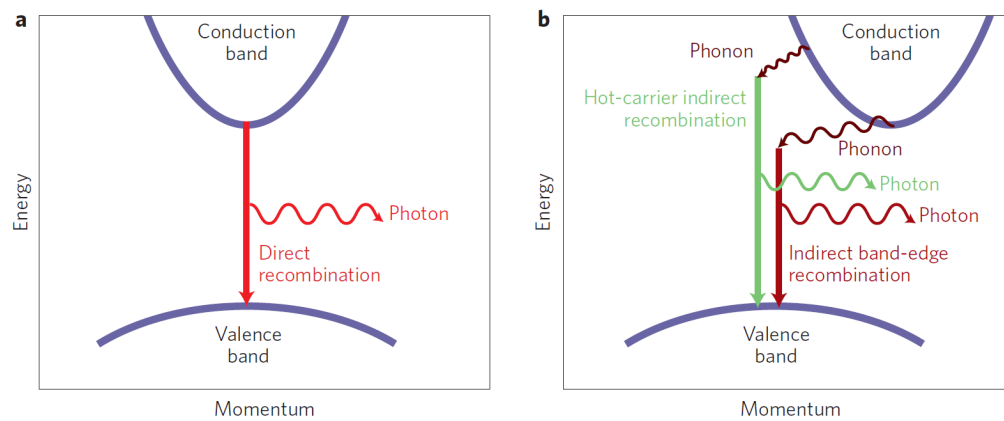 a
Conduction
band
Energy
Photon
Direct
recombination
Valence
band
Momentum
b
Conduction
band
Phonon
Hot-carrier indirect
recombination
Phonon
Photon
Energy
Photon
Indirect band-edge
recombination
Valence
band
Momentum